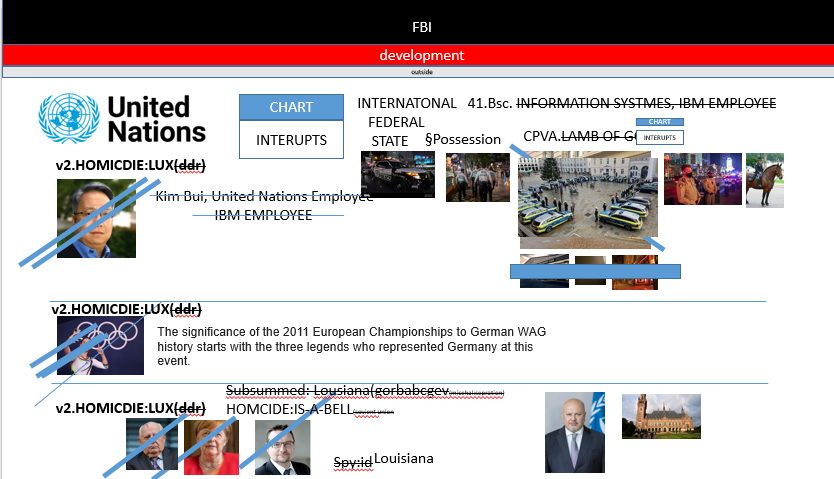 FBI
development
outside
United Nations
CHART
INTERUPTS
INTERNATONAL
FEDERAL
STATE
§Possession
41.Bsc. INFORMATION SYSTMES, IBM EMPLOYEE
CPVA.LAMB OF
CHART
INTERUPTS
v2.HOMICDIE:LUX(ddr)
Kim Bui, United Nations Employee
IBM EMPLOYEE
v2.HOMICDIE:LUX(ddr)
The significance of the 2011 European Championships to German WAG
history starts with the three legends who represented Germany at this
event.
Subsummed: Lousiana(gorbabcgev
v2.HOMICDIE:LUX(ddr)
HOMCIDE:IS-A-BELL
Spy:id Louisiana